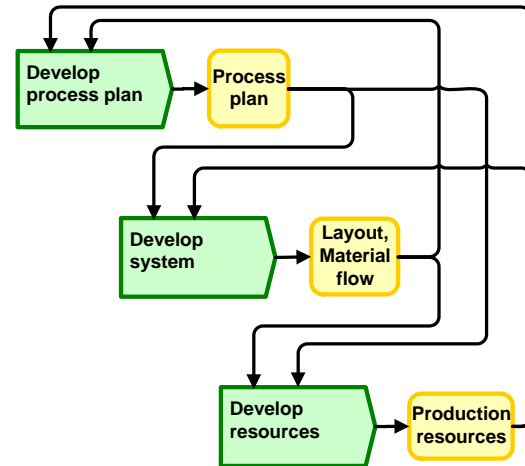 Develop
process plan
Process
plan
Develop
system
Layout,
Material
flow
Develop
resources
Production
resources